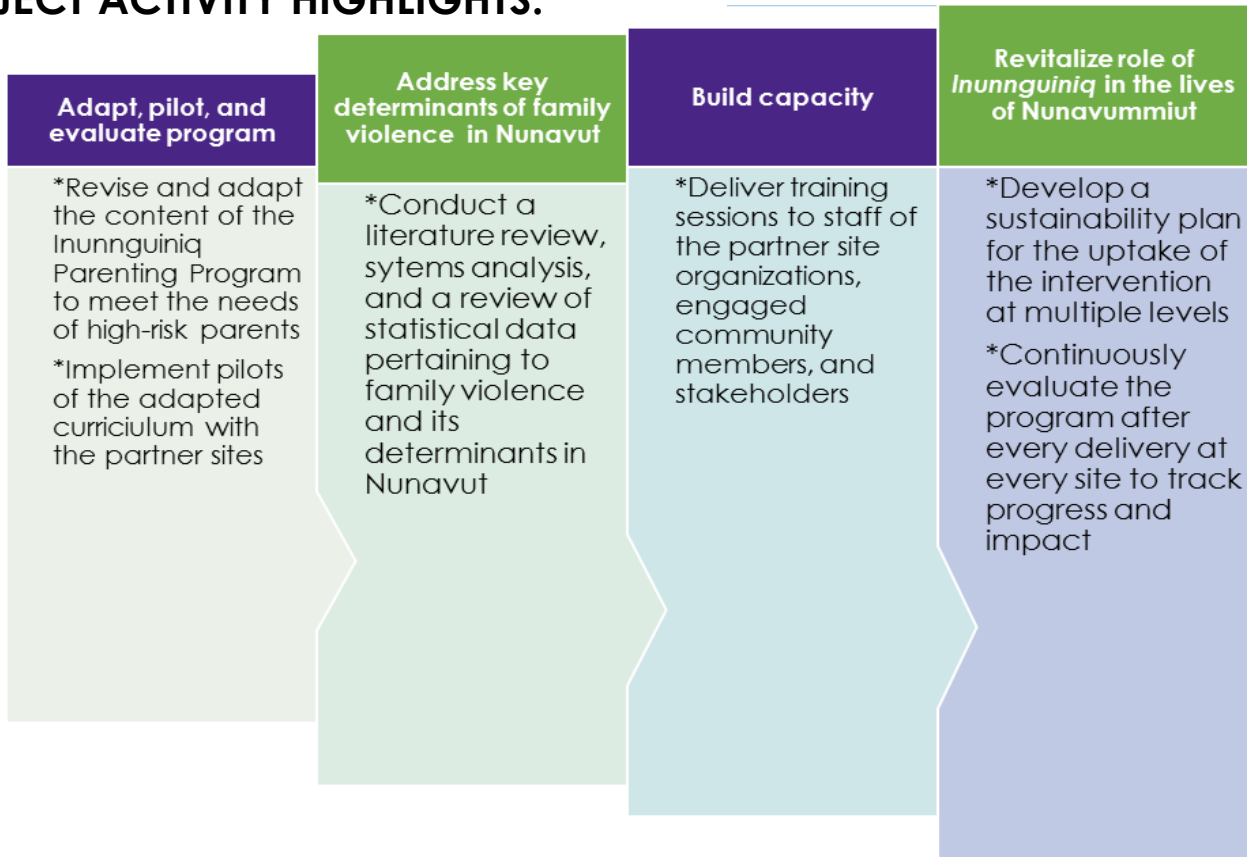 JECT ACTIVITY HIGHLIGHTS:
Adapt, pilot, and
evaluate program
*Revise and adapt
the content of the
Inunnguiniq
Parenting Program
to meet the needs
of high-risk parents
*Implement pilots
of the adapted
curriciulum with
the partner sites
Address key
determinants of family
violence in Nunavut
*Conduct a
literature review,
sytems analysis,
and a review of
statistical data
pertaining to
family violence
and its
determinants in
Nunavut
Build capacity
*Deliver training
sessions to staff of
the partner site
organizations,
engaged
community
members, and
stakeholders
Revitalize role of
Inunnguiniq in the lives
of Nunavummiut
*Develop a
sustainability plan
for the uptake of
the intervention
at multiple levels
*Continuously
evaluate the
program after
every delivery at
every site to track
progress and
impact